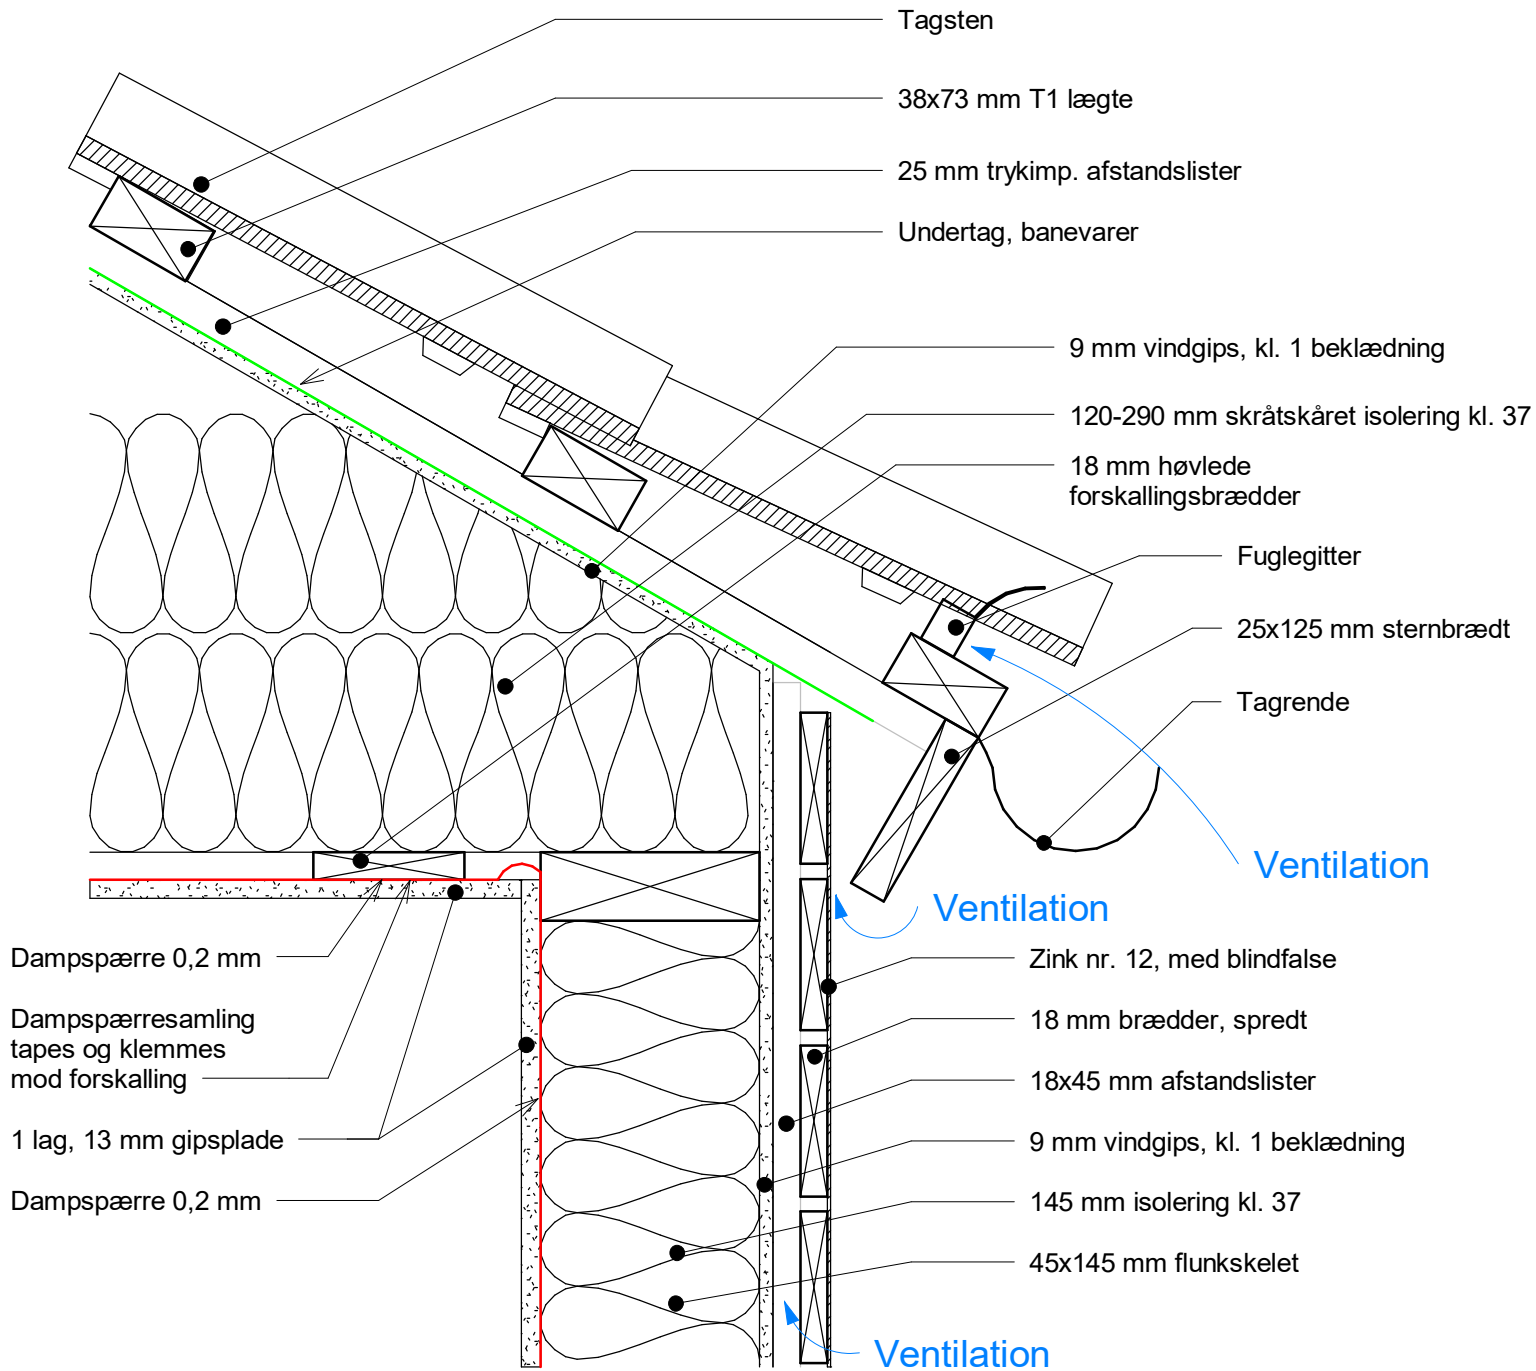 Tagsten
38x73 mm T1 lægte
25 mm trykimp. afstandslister
Undertag, banevarer
9 mm vindgips, kl. 1 beklædning
120-290 mm skråtskåret isolering kl. 37
18 mm høvlede
forskallingsbrædder
Fuglegitter
25x125 mm sternbrædt
Tagrende
Ventilation
Ventilation
Zink nr. 12, med blindfalse
18 mm brædder, spredt
18x45 mm afstandslister
9 mm vindgips, kl. 1 beklædning
145 mm isolering kl. 37
45x145 mm flunkskelet
Ventilation
Dampspærre 0,2 mm
Dampspærresamling
tapes og klemmes
mod forskalling
1 lag, 13 mm gipsplade
Dampspærre 0,2 mm